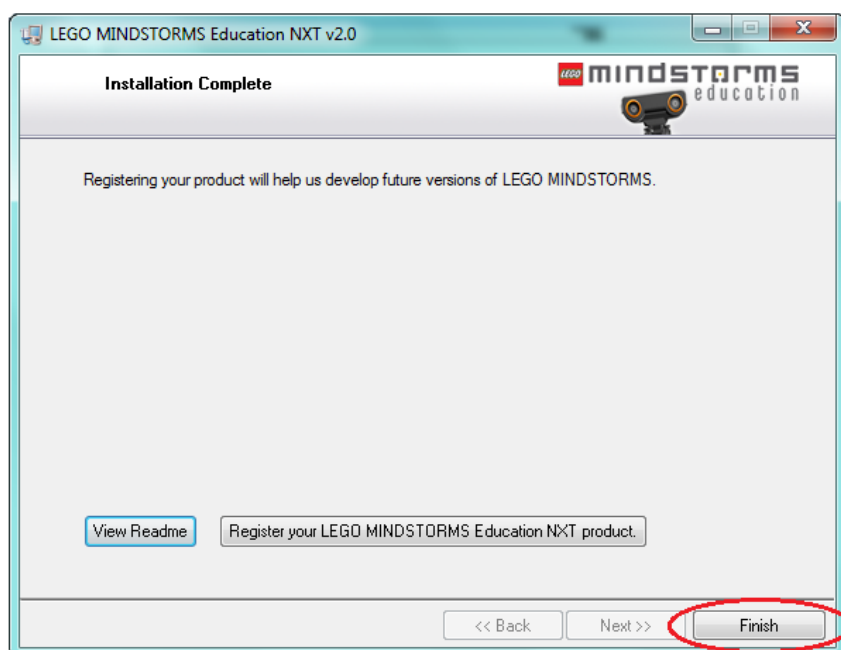 LEGO MINDSTORMS Education NXT v2.0
Installation Complete
LEGO mindstorms
education
Registering your product will help us develop future versions of LEGO MINDSTORMS.
View Readme
Register your LEGO MINDSTORMS Education NXT product.
<< Back
Next >>
Finish